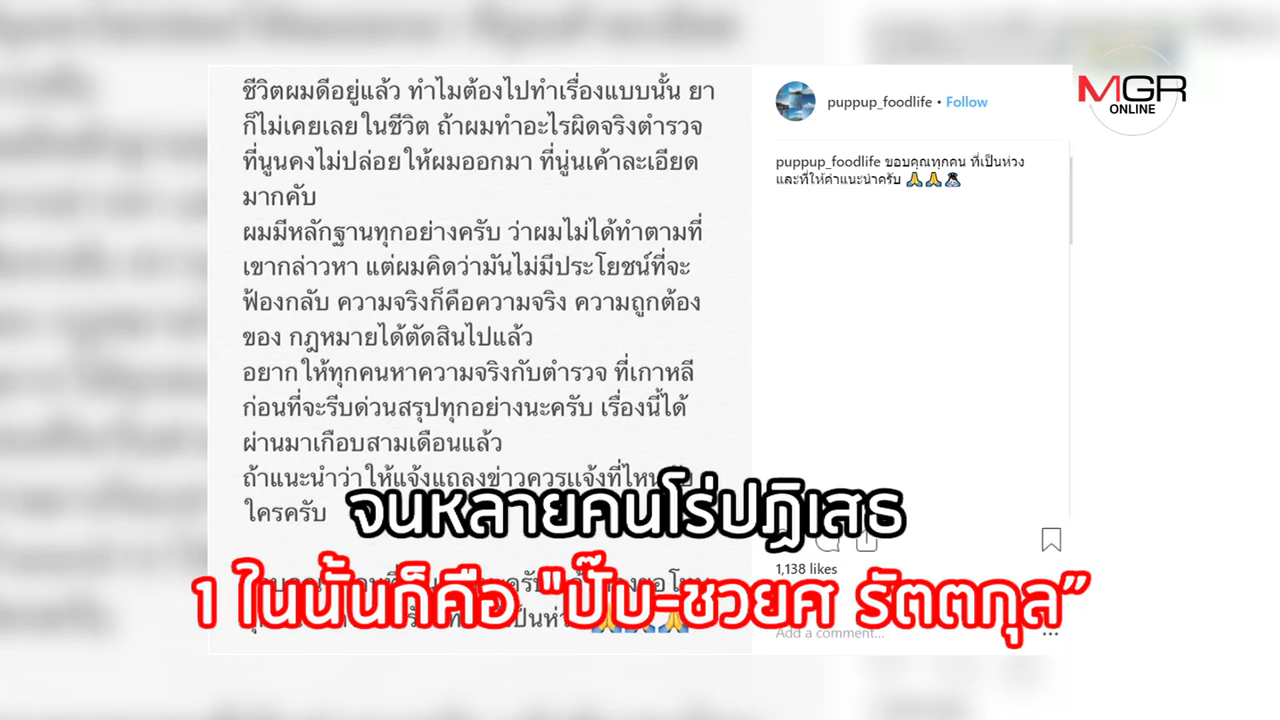 ชีวิตผมดีอยู่แล้ว ทำไมต้องไปทำเรื่องแบบนั้น ยา
ก็ไม่เคยเลยในชีวิต ถ้าผมทำอะไรผิดจริงตำรวจ
ที่นูนคงไม่ปล่อยให้ผมออกมา ที่นู่นเค้าละเอียด
มากคับ
ผมมีหลักฐานทุกอย่างครับ ว่าผมไม่ได้ทำตามที่
เขากล่าวหา แต่ผมคิดว่ามันไม่มีประโยชน์ที่จะ
ฟ้องกลับ ความจริงก็คือความจริง ความถูกต้อง
ของ กฎหมายได้ตัดสินไปแล้ว
อยากให้ทุกคนหาความจริงกับตำรวจ ที่เกาหลี
ก่อนที่จะรีบด่วนสรุปทุกอย่างนะครับ เรื่องนี้ได้
ผ่านมาเกือบสามเดือนแล้ว
ถ้าแนะนำว่าให้แจ้งแถลงข่าวควรแจ้งที่ไหน
ใครครับ
puppup_foodlife • Follow
puppup_foodlife ขอบคุณทุกคน ที่เป็นห่วง
และที่ให้คำแนะนำครับ 🙏🙏
1,138 likes
Add a comment...
MGR
ONLINE
จนหลายคนโร่ปฏิเสธ
1 ในนั้นก็คือ "ปั๊บ-ชวยศ รัตตกุล”